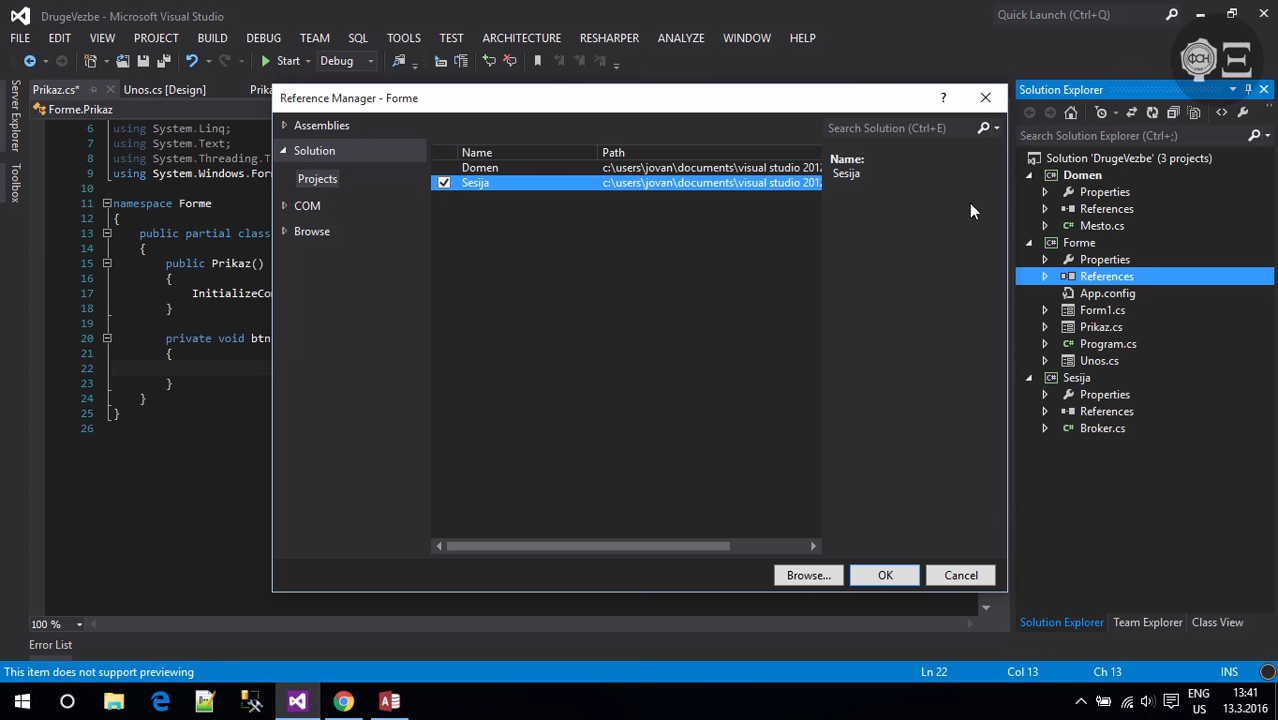 DrugeVezbe - Microsoft Visual Studio
Quick Launch (Ctrl+Q)
FILE EDIT VIEW PROJECT BUILD DEBUG TEAM SQL TOOLS TEST ARCHITECTURE RESHARPER ANALYZE WINDOW HELP
Start Debug
ФСН
Server Explorer
Toolbox
Prikaz.cs* Unos.cs [Design]
Forme.Prikaz
6 using System.Linq;
7 using System.Text;
8 using System.Threading.T
9 using System.Windows.For
10
11 namespace Forme
12 {
13 public partial class
14 {
15 public Prikaz()
16 {
17 InitializeCo
18 }
19
20 private void btn
21 {
22
23 }
24 }
25 }
26
100 %
Reference Manager - Forme
? 
Assemblies
Solution
Projects
COM
Browse
Search Solution (Ctrl+E)
Name Path
Domen c:\users\jovan\documents\visual studio 2012
Sesija c:\users\jovan\documents\visual studio 2012
Name:
Sesija
Browse... OK Cancel
Solution Explorer
Search Solution Explorer (Ctrl+;)
Solution 'DrugeVezbe' (3 projects)
Domen
Properties
References
Mesto.cs
Forme
Properties
References
App.config
Form1.cs
Prikaz.cs
Program.cs
Unos.cs
Sesija
Properties
References
Broker.cs
Solution Explorer Team Explorer Class View
Error List
This item does not support previewing Ln 22 Col 13 Ch 13 INS
ENG
US
13:41
13.3.2016